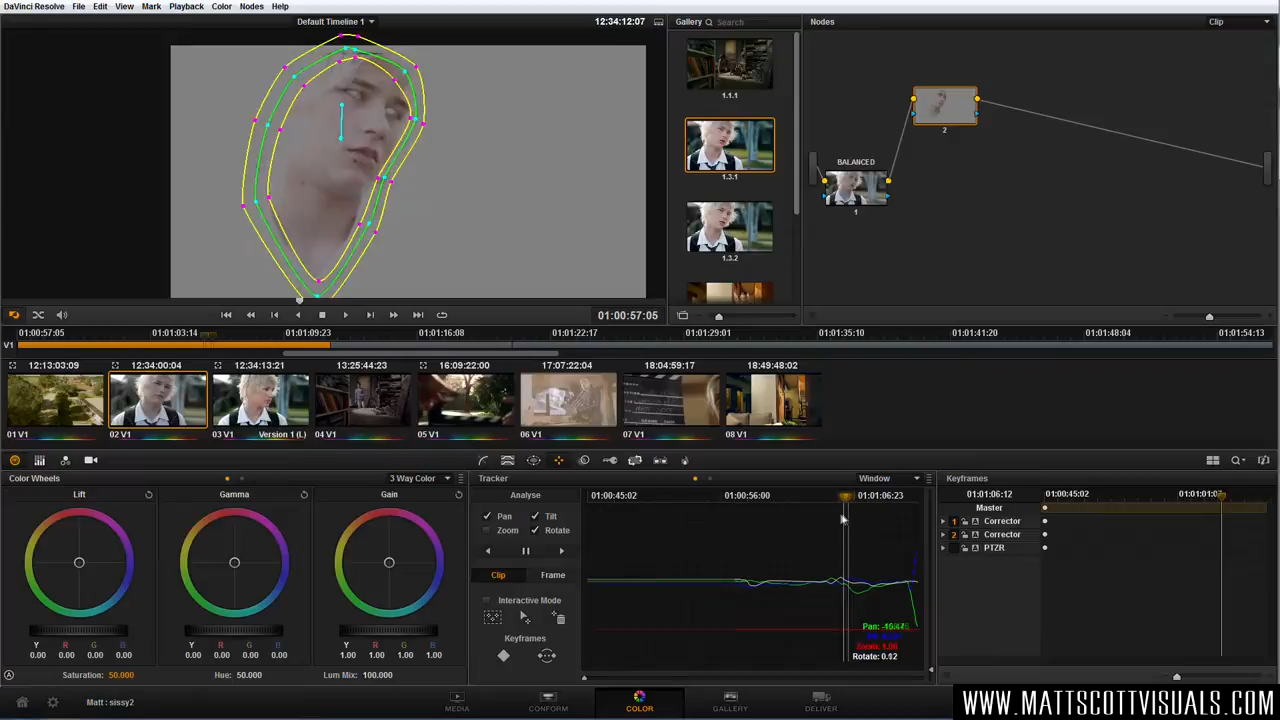 DaVinci Resolve File Edit View Mark Playback Color Nodes Help
Default Timeline 1 12:34:12:07 Gallery Search Nodes Clip
1.1.1
1.3.1
1.3.2
BALANCED
1
2
01:00:57:05
01:00:57:05 01:01:03:14 01:01:09:23 01:01:16:08 01:01:22:17 01:01:29:01 01:01:35:10 01:01:41:20 01:01:48:04 01:01:54:13
V1
12:13:03:09 12:34:00:04 12:34:13:21 13:25:44:23 16:09:22:00 17:07:22:04 18:04:59:17 18:49:48:02
01 V1 02 V1 03 V1 Version 1 (L) 04 V1 05 V1 06 V1 07 V1 08 V1
Color Wheels 3 Way Color
Lift Gamma Gain
Y R G B Y R G B Y R G B
0.00 0.00 0.00 0.00 0.00 0.00 0.00 0.00 1.00 1.00 1.00 1.00
Saturation: 50.000 Hue: 50.000 Lum Mix: 100.000
Tracker Window
Analyse
Pan Tilt
Zoom Rotate
Clip Frame
Interactive Mode
Keyframes
01:00:45:02 01:00:56:00 01:01:06:23
Pan:
Zoom: 1.00
Rotate: 0.12
Keyframes
01:01:06:12 01:00:45:02
Master
1 Corrector
2 Corrector
PTZR
Matt : sissy2
MEDIA CONFORM COLOR GALLERY DELIVER
WWW.MATTSCOTTVISUALS.COM